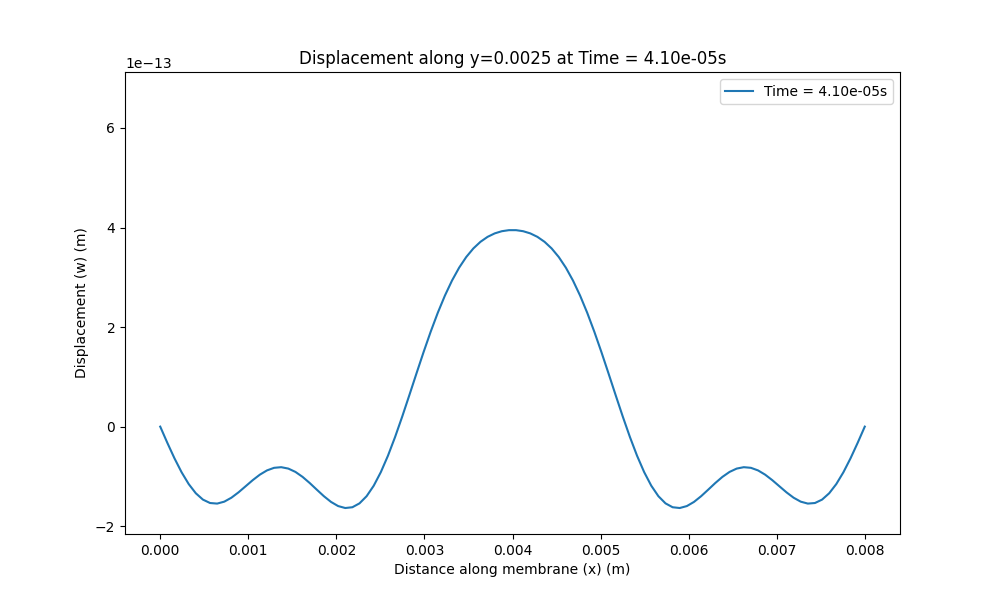 Displacement along y=0.0025 at Time = 4.10e-05s
1e−13
Time = 4.10e-05s
6
4
2
0
−2
Displacement (w) (m)
0.000 0.001 0.002 0.003 0.004 0.005 0.006 0.007 0.008
Distance along membrane (x) (m)